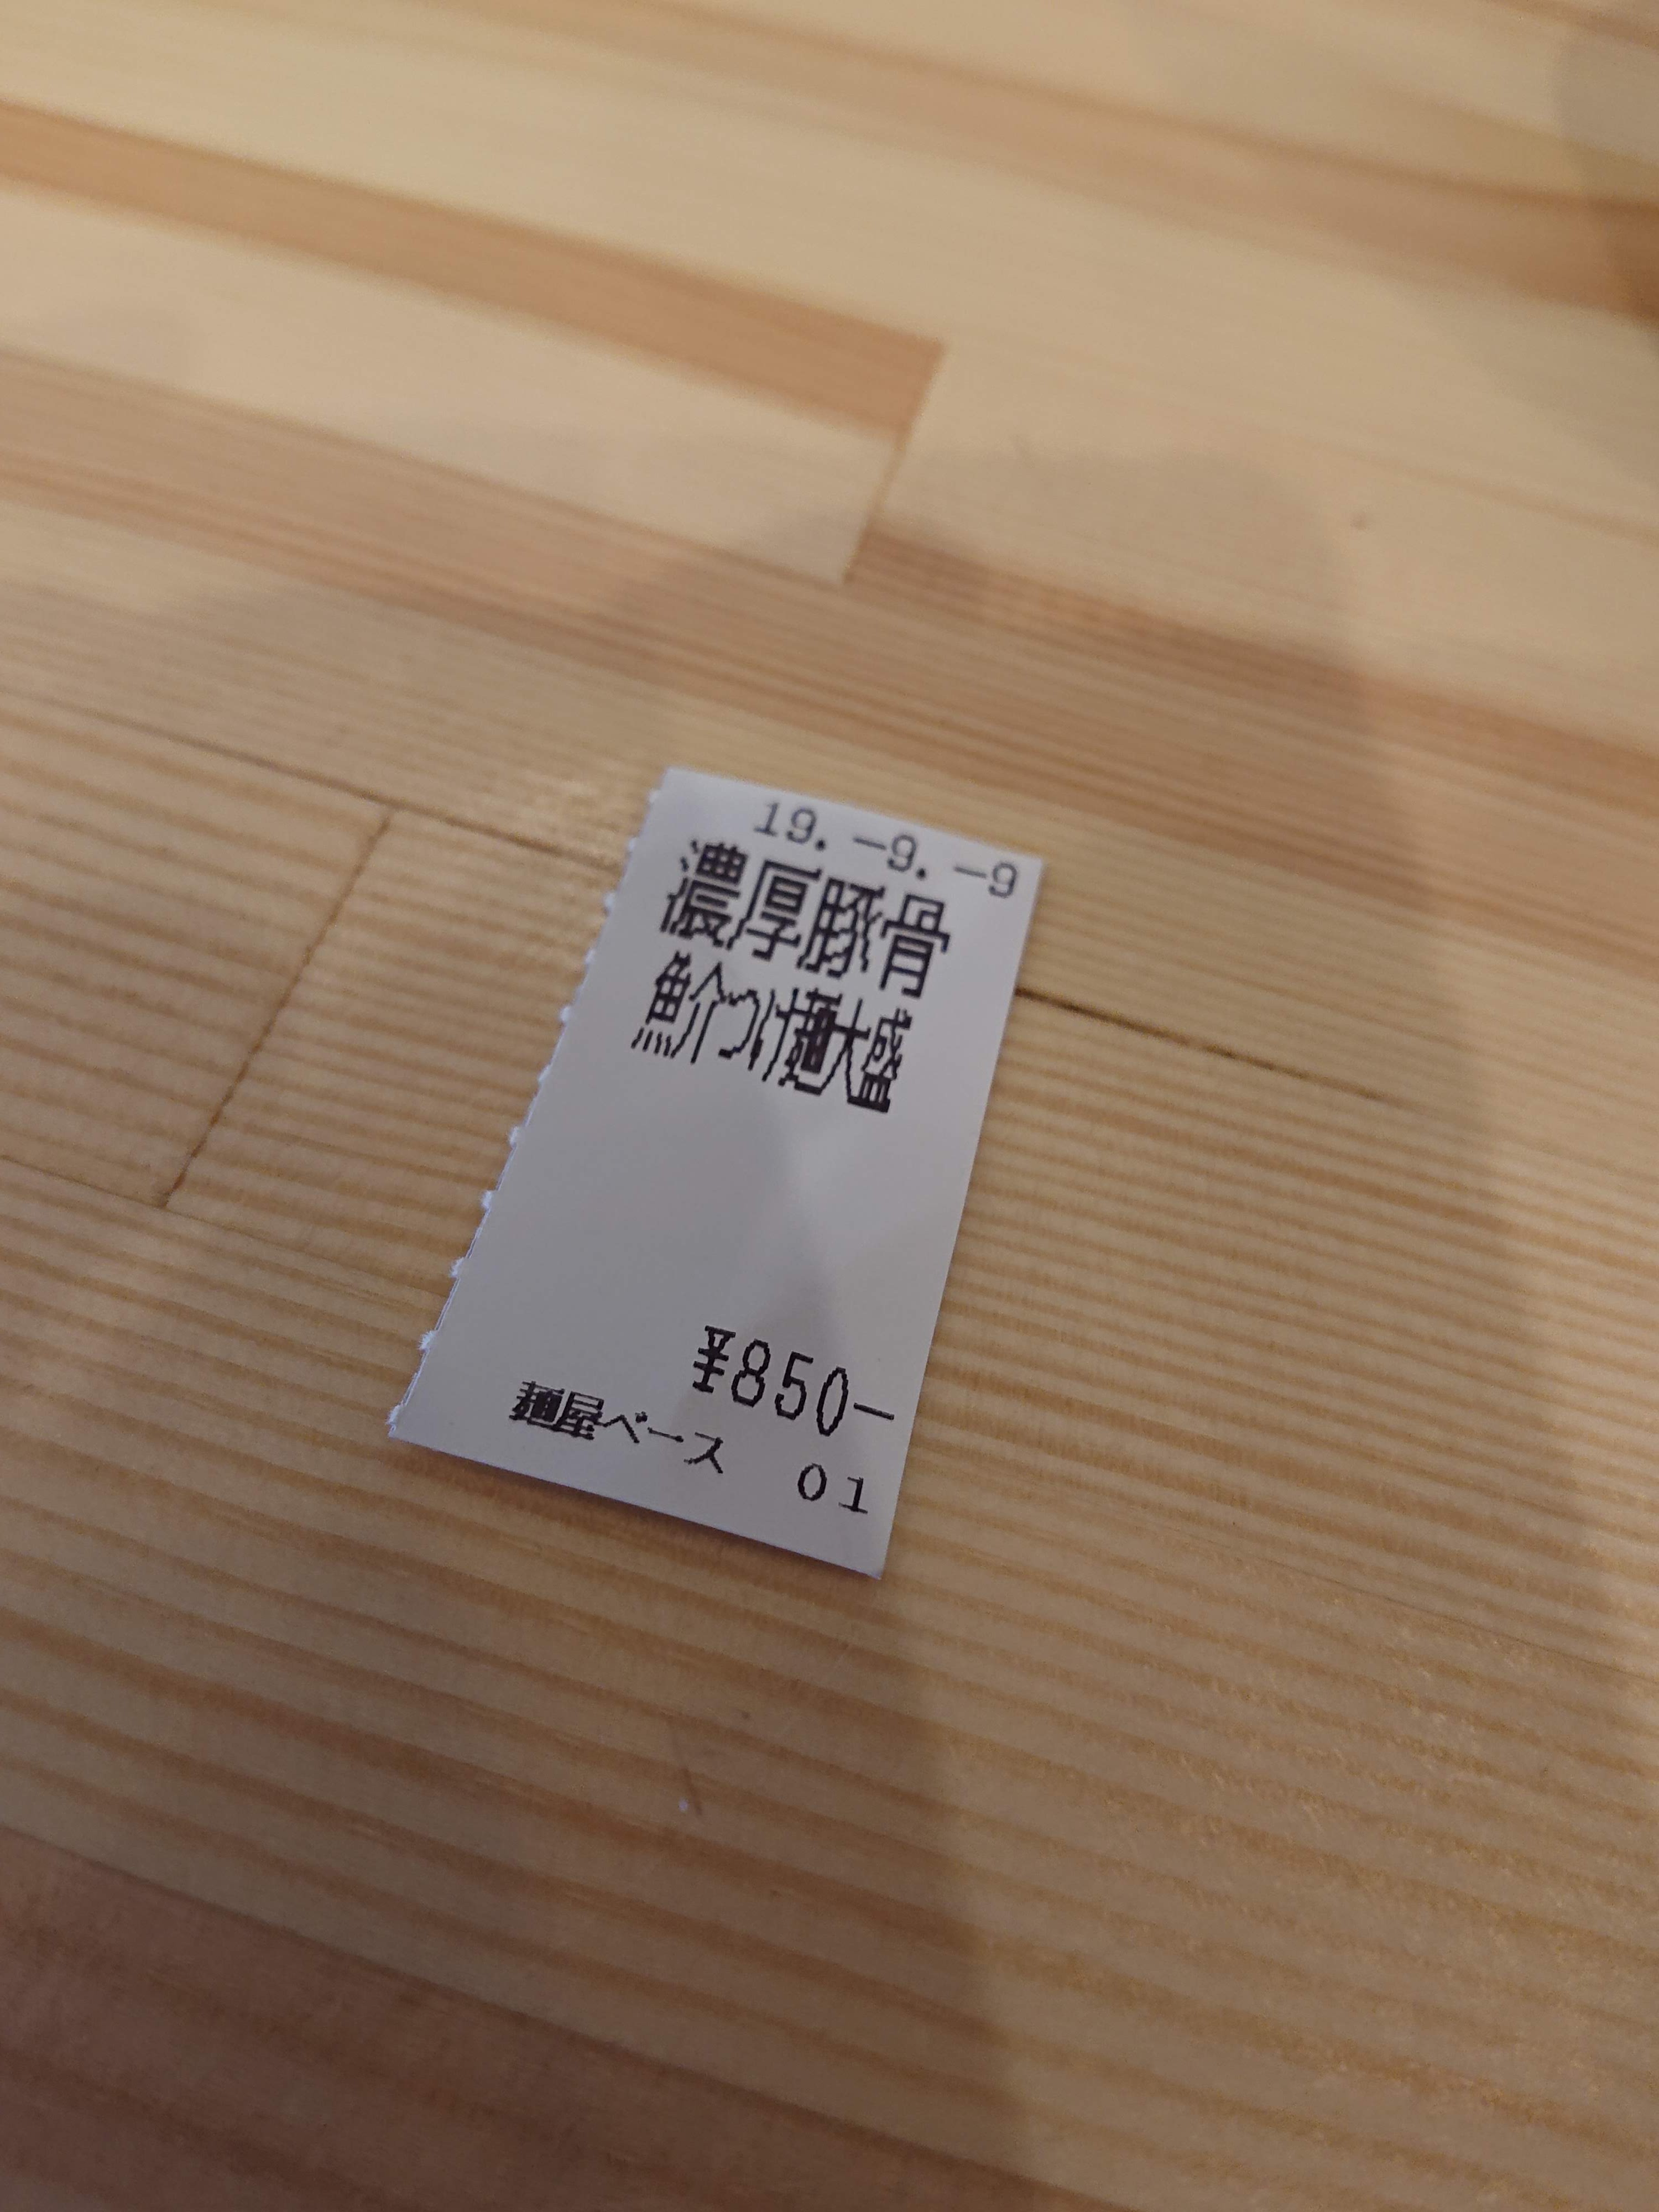 19.-9.-9
濃厚豚骨
魚介つけ麺大盛
¥850-
麺屋ベース 01